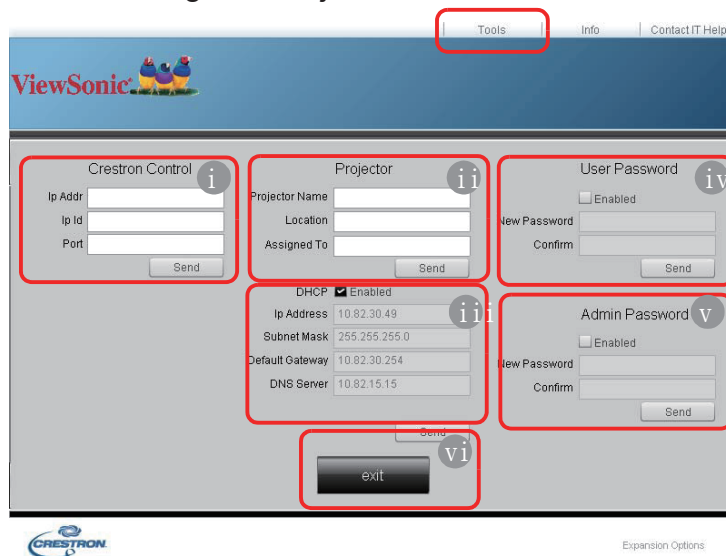 Tools Info Contact IT Help
ViewSonic
Crestron Control
i
Ip Addr
Ip Id
Port
Send
Projector
ii
Projector Name
Location
Assigned To
Send
DHCP Enabled
iii
Ip Address 10.82.30.49
Subnet Mask 255.255.255.0
Default Gateway 10.82.30.254
DNS Server 10.82.15.15
Send
vi
exit
User Password
iv
Enabled
New Password
Confirm
Send
Admin Password
v
Enabled
New Password
Confirm
Send
CRESTRON
Expansion Options